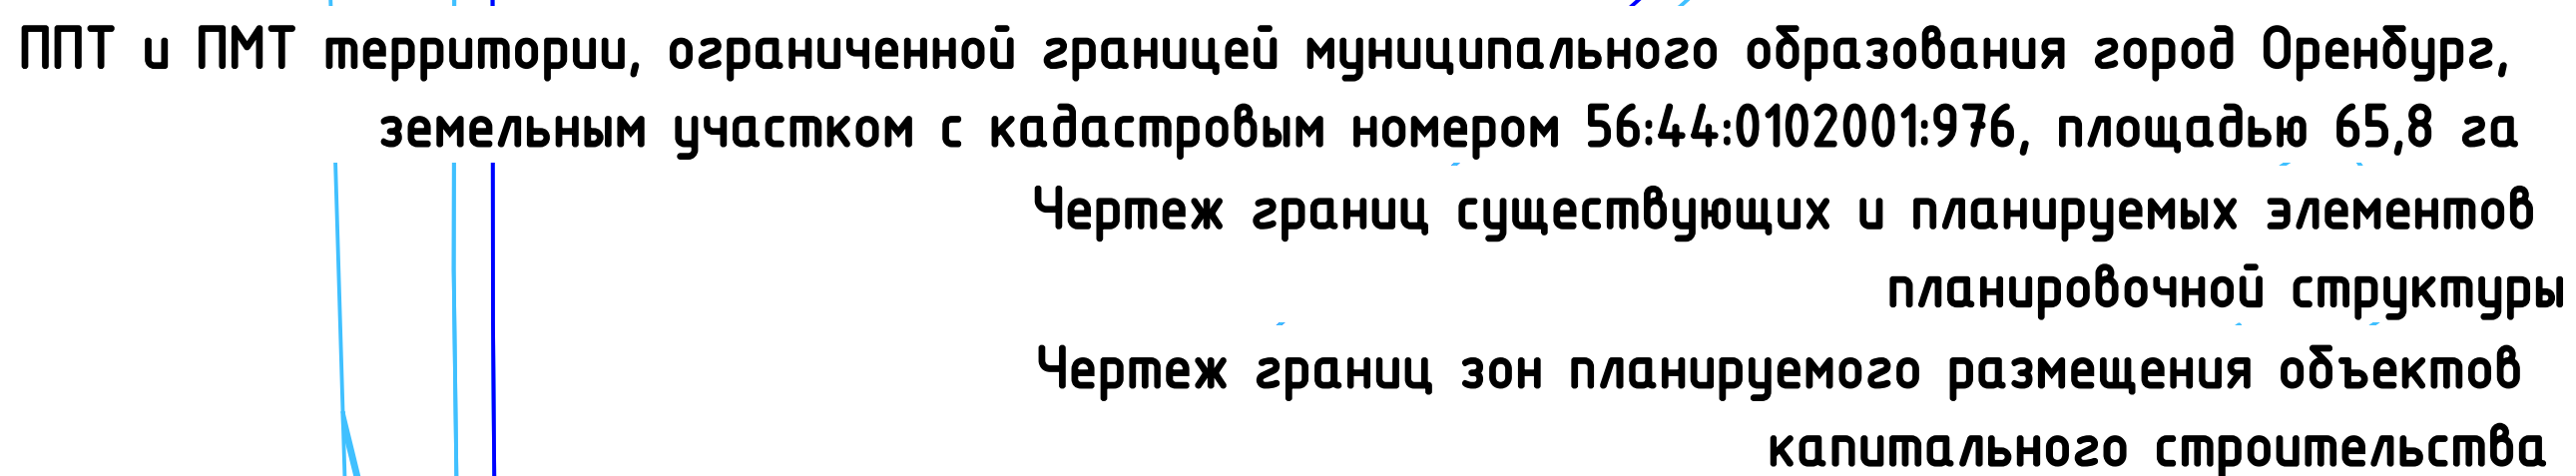 ППТ и ПМТ территории, ограниченной границей муниципального образования город Оренбург,
земельным участком с кадастровым номером 56:44:0102001:976, площадью 65,8 га
Чертеж границ существующих и планируемых элементов
планировочной структуры
Чертеж границ зон планируемого размещения объектов
капитального строительства